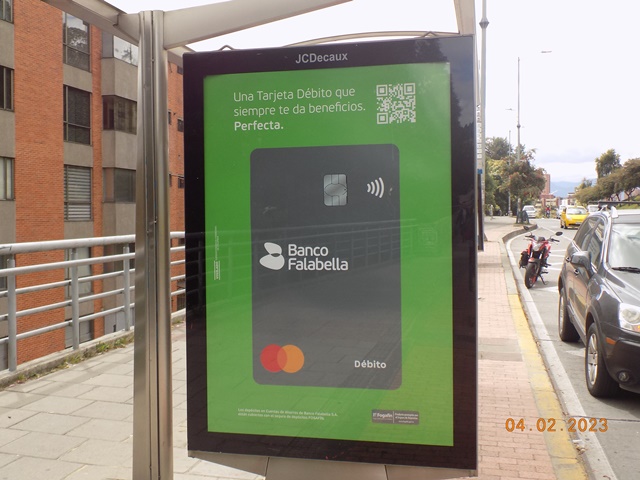 JCDecaux
Una Tarjeta Débito que
siempre te da beneficios.
Perfecta.
Banco
Falabella
Débito
04.02.2023